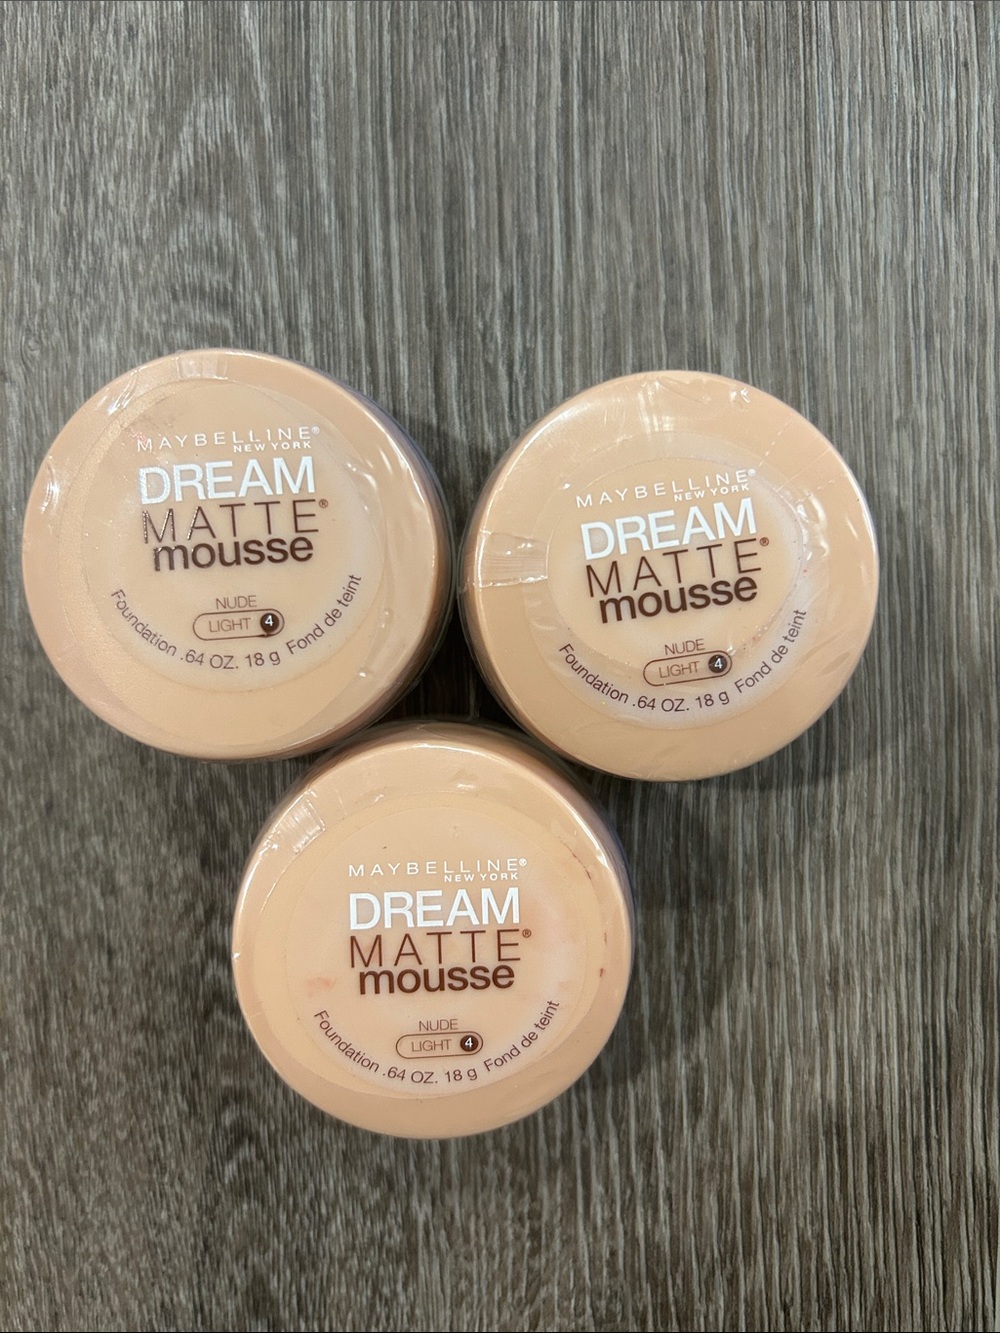 MAYBELLINE®
NEW YORK
DREAM
MATTE®
mousse
NUDE
LIGHT 4
Foundation .64 OZ. 18 g Fond de teint
MAYBELLINE®
NEW YORK
DREAM
MATTE®
mousse
NUDE
LIGHT 4
Foundation .64 OZ. 18 g Fond de teint
MAYBELLINE®
NEW YORK
DREAM
MATTE®
mousse
NUDE
LIGHT 4
Foundation .64 OZ. 18 g Fond de teint